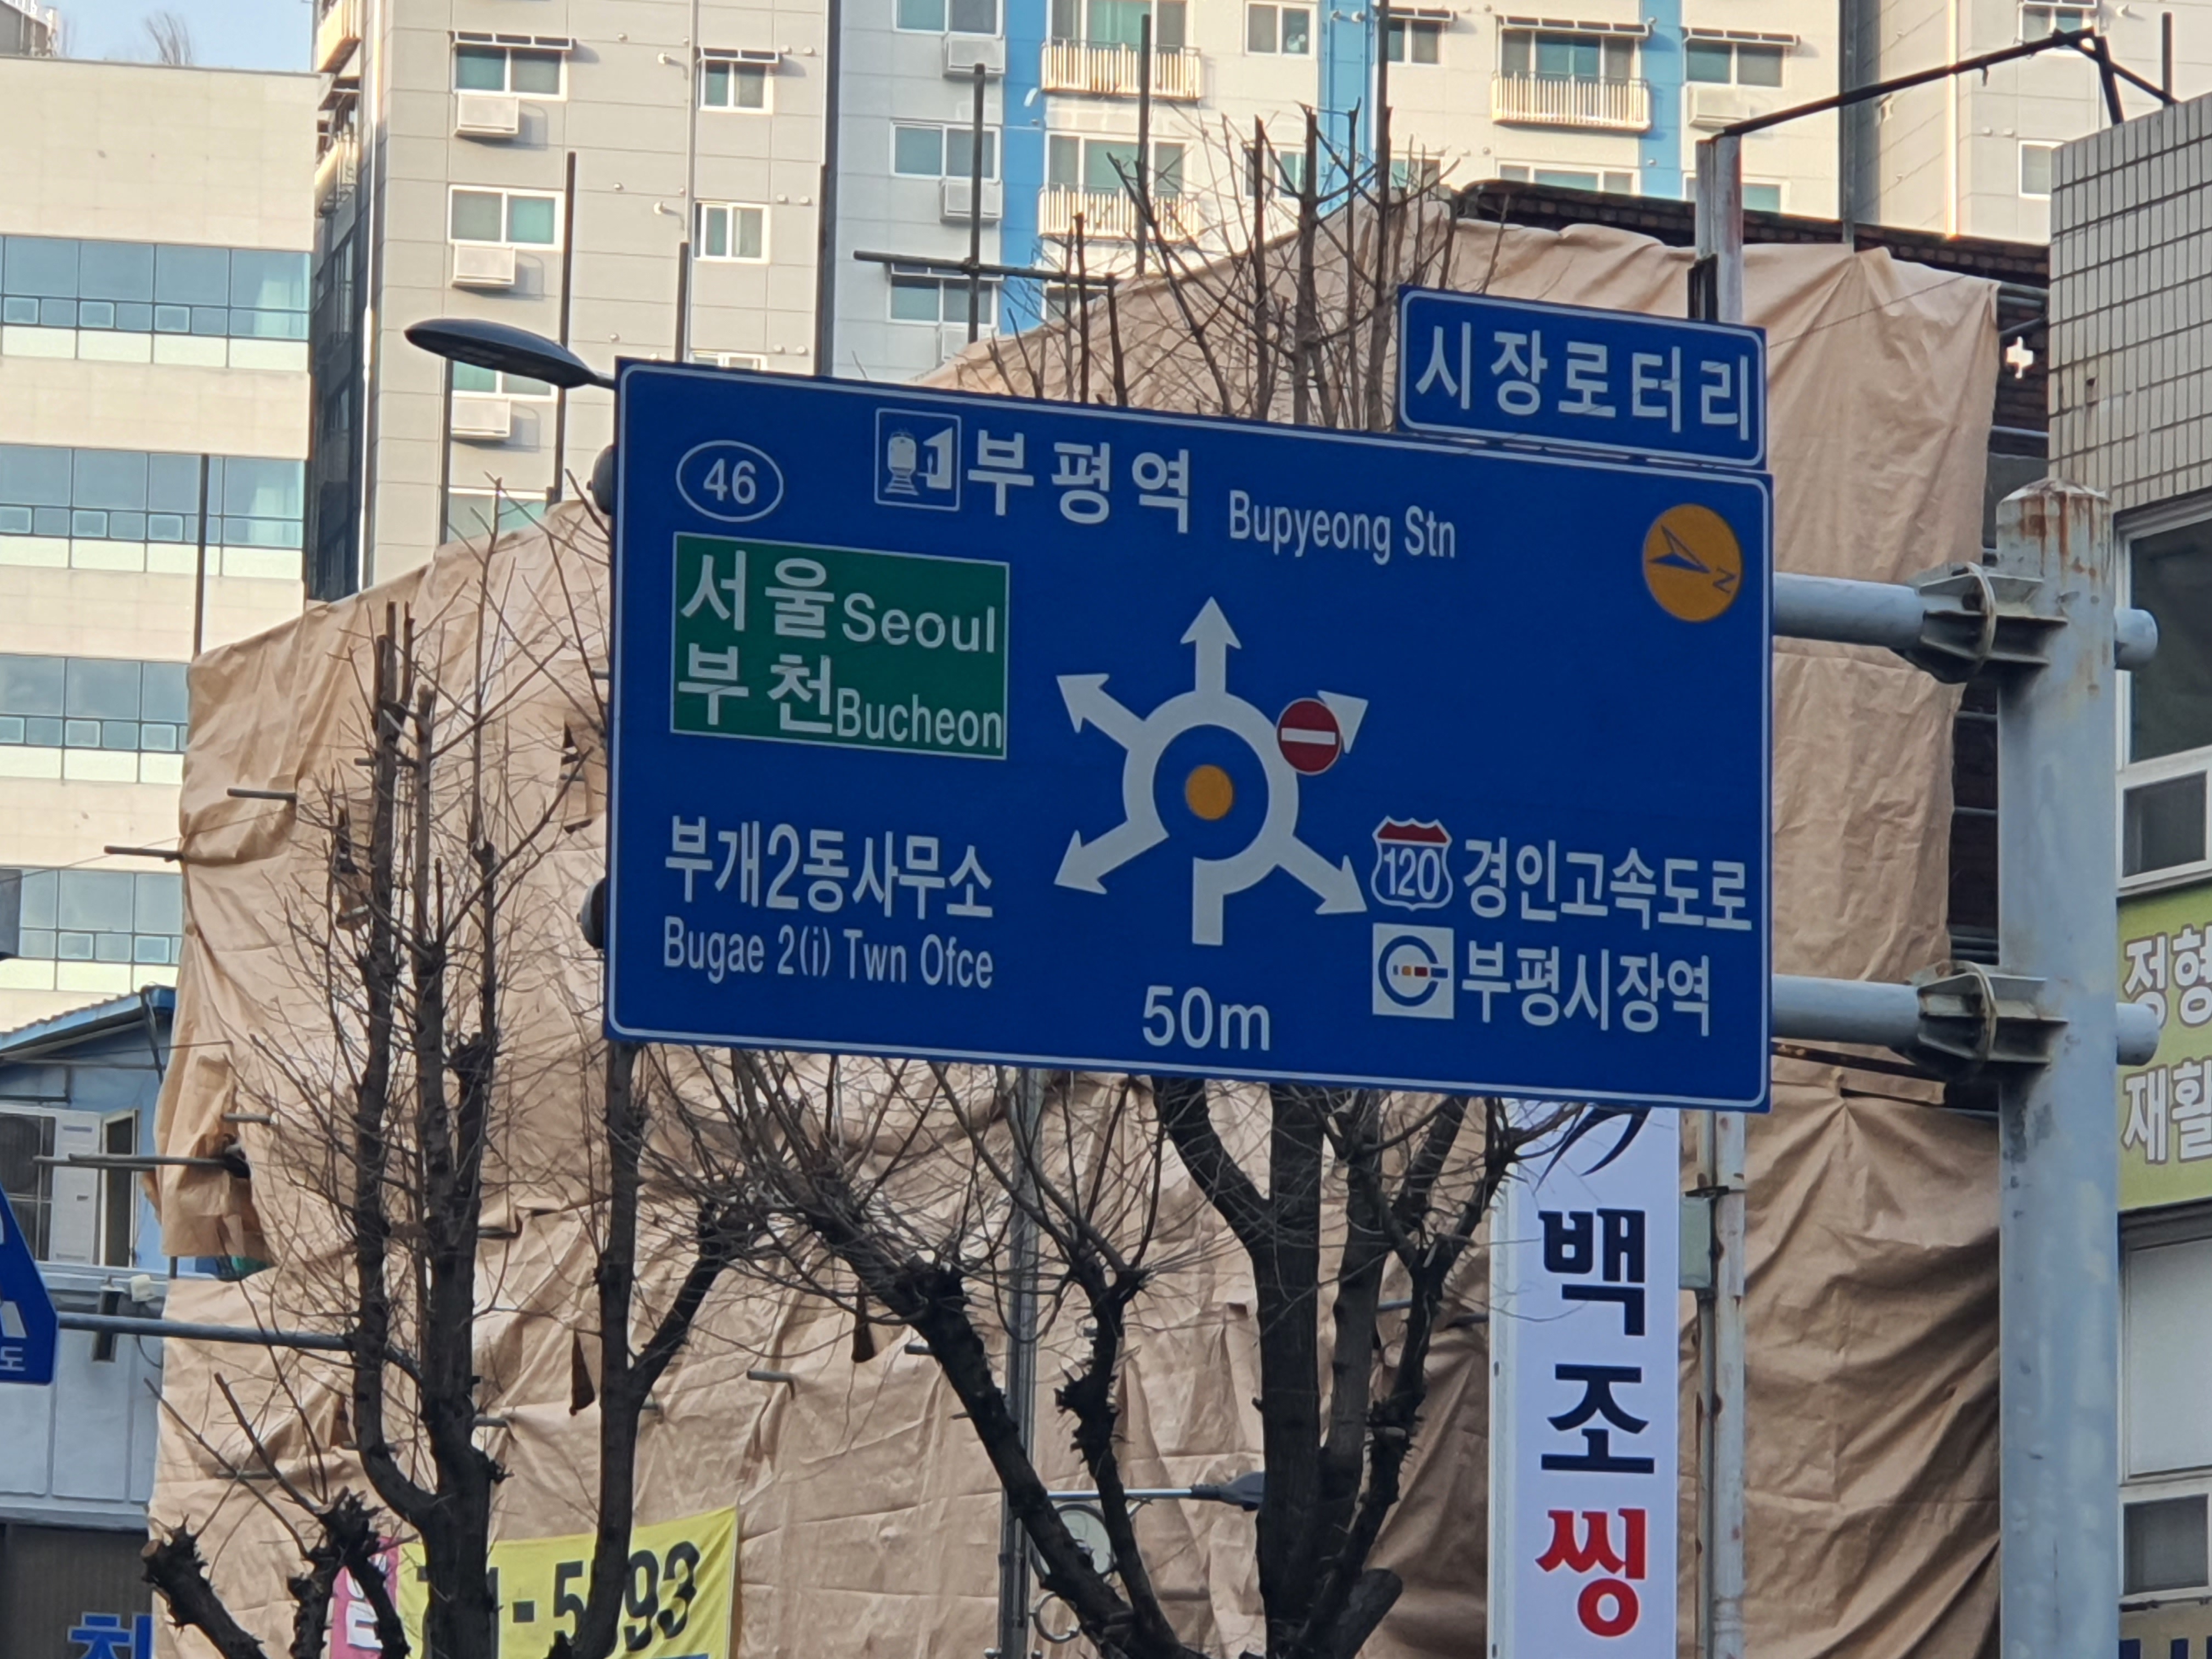 시장로터리
46
부평역 Bupyeong Stn
N
서울 Seoul
부천 Bucheon
부개2동사무소
Bugae 2(i) Twn Ofce
120 경인고속도로
부평시장역
50m
정형
재활
백조씽